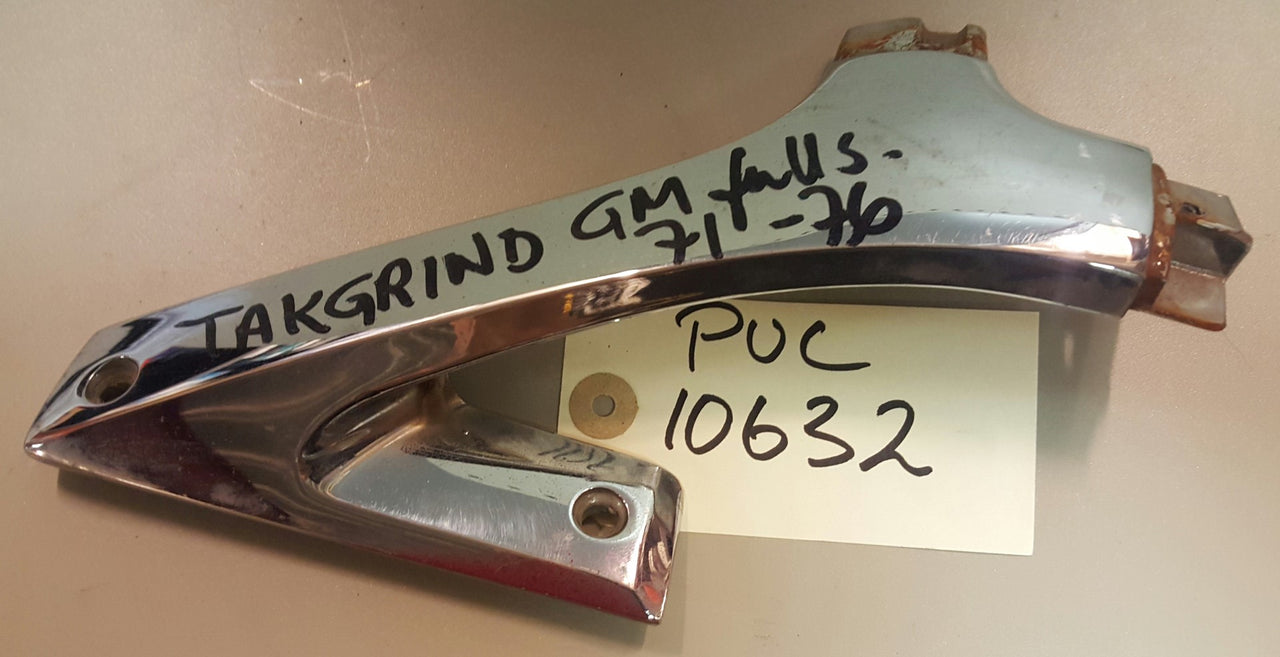 TAKGRIND GM fulls.
71 -76
PUC
10632